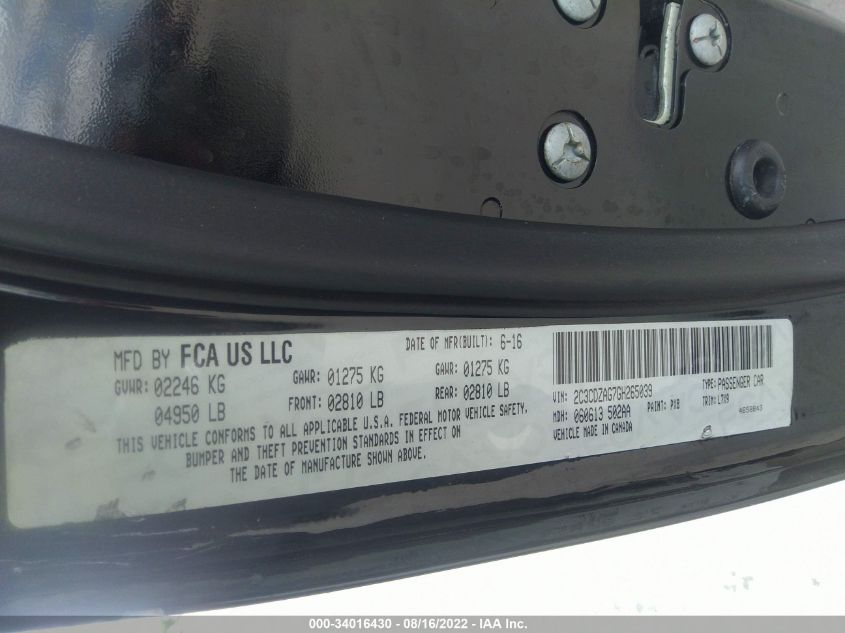 MFD BY FCA US LLC
DATE OF MFR(BUILT): 6-16
GVWR: 02246 KG
04950 LB
GAWR: 01275 KG
FRONT: 02810 LB
GAWR: 01275 KG
REAR: 02810 LB
THIS VEHICLE CONFORMS TO ALL APPLICABLE U.S.A. FEDERAL MOTOR VEHICLE SAFETY,
BUMPER AND THEFT PREVENTION STANDARDS IN EFFECT ON
THE DATE OF MANUFACTURE SHOWN ABOVE.
VIN: 2C3CDZAG7GH265039
TYPE: PASSENGER CAR
MDH: 060613 502AA
PAINT: PX8
TRIM: L7X9
VEHICLE MADE IN CANADA
4658843
000-34016430 - 08/16/2022 - IAA Inc.